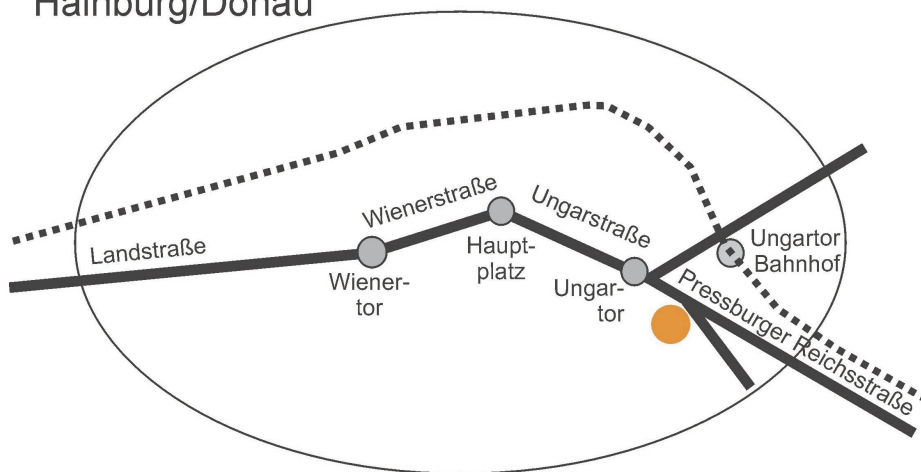 Hainburg/Donau
Landstraße
Wienerstraße
Ungarstraße
Wiener-
tor
Haupt-
platz
Ungar-
tor
Ungartor
Bahnhof
Pressburger Reichsstraße